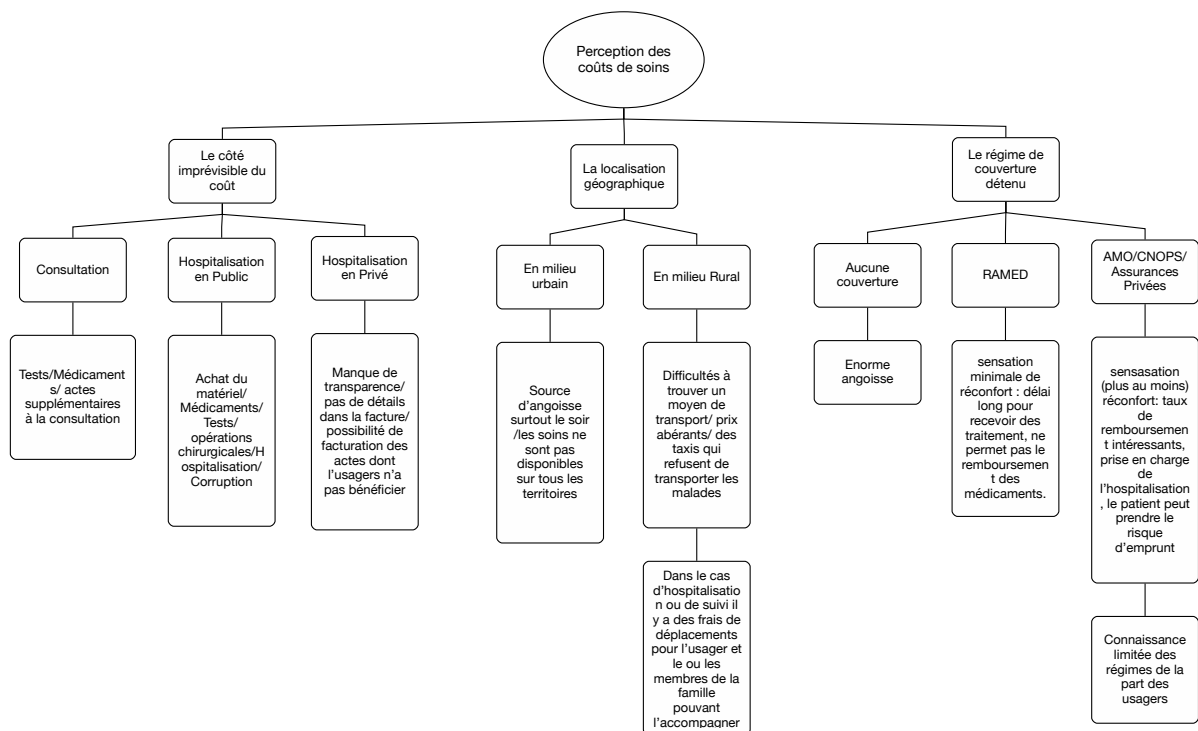 Perception des
coûts de soins
Le côté
imprévisible du
coût
La localisation
géographique
Le régime de
couverture
détenu
Consultation
Hospitalisation
en Public
Hospitalisation
en Privé
En milieu
urbain
En milieu Rural
Aucune
couverture
RAMED
AMO/CNOPS/
Assurances
Privées
Tests/Médicamen
ts/ actes
supplémentaires
à la consultation
Achat du
matériel/
Médicaments/
Tests/
opérations
chirurgicales/H
ospitalisation/
Corruption
Manque de
transparence/
pas de détails
dans la facture/
possibilité de
facturation des
actes dont
l'usagers n'a
pas bénéficier
Source
d'angoisse
surtout le soir
/les soins ne
sont pas
disponibles
sur tous les
territoires
Difficultés à
trouver un
moyen de
transport/ prix
abérants/ des
taxis qui
refusent de
transporter les
malades
Enorme
angoisse
sensation
minimale de
réconfort : délai
long pour
recevoir des
traitement, ne
permet pas le
remboursemen
t des
médicaments.
sensasation
(plus au moins)
réconfort: taux
de
remboursemen
t intéressants,
prise en charge
de
l'hospitalisation
, le patient peut
prendre le
risque
d'emprunt
Dans le cas
d'hospitalisatio
n ou de suivi il
y a des frais de
déplacements
pour l'usager et
le ou les
membres de la
famille
pouvant
l'accompagner
Connaissance
limitée des
régimes de la
part des
usagers